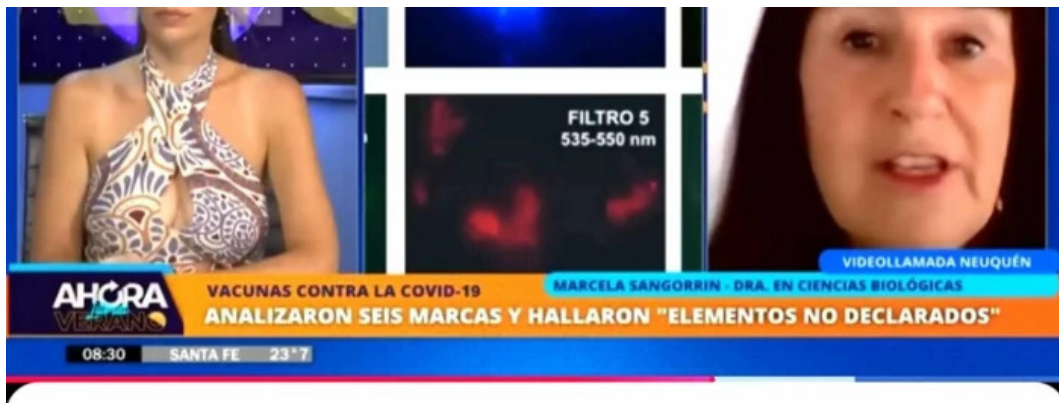 FILTRO 5
535-550 nm
VIDEOLLAMADA NEUQUÉN
VACUNAS CONTRA LA COVID-19
MARCELA SANGORRIN - DRA. EN CIENCIAS BIOLÓGICAS
AHORA
VERANO
ANALIZARON SEIS MARCAS Y HALLARON "ELEMENTOS NO DECLARADOS"
08:30 SANTA FE 23°7